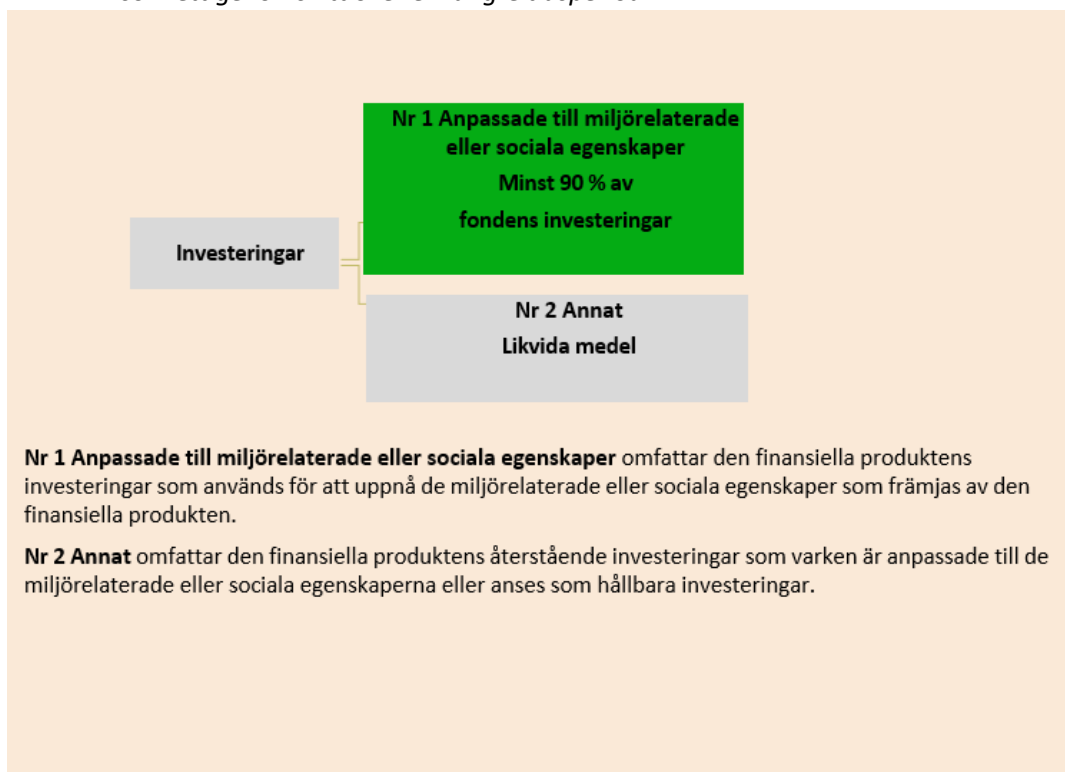 Nr 1 Anpassade till miljörelaterade
eller sociala egenskaper
Minst 90 % av
fondens investeringar
Investeringar
Nr 2 Annat
Likvida medel
Nr 1 Anpassade till miljörelaterade eller sociala egenskaper omfattar den finansiella produktens
investeringar som används för att uppnå de miljörelaterade eller sociala egenskaper som främjas av den
finansiella produkten.
Nr 2 Annat omfattar den finansiella produktens återstående investeringar som varken är anpassade till de
miljörelaterade eller sociala egenskaperna eller anses som hållbara investeringar.